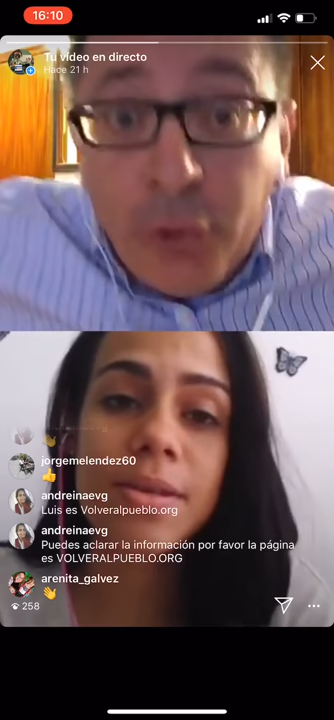 16:10
Tu vídeo en directo
Hace 21 h
jorgemelendez60
andreinaevg
Luis es Volveralpueblo.org
andreinaevg
Puedes aclarar la información por favor la página
es VOLVERALPUEBLO.ORG
arenita_galvez
258